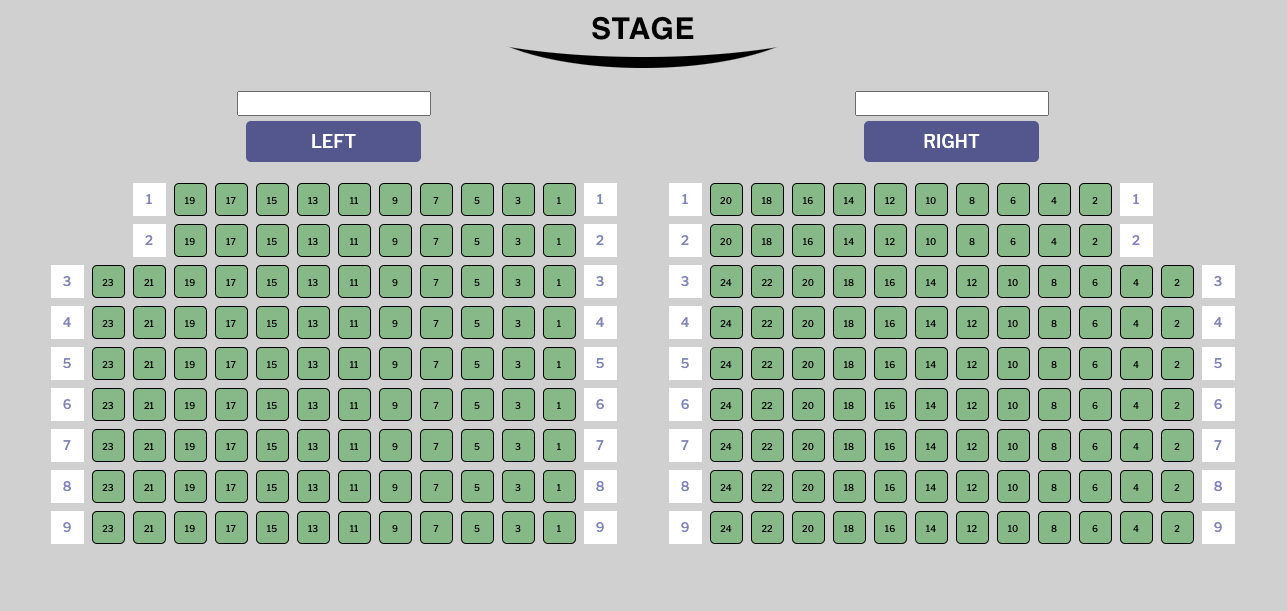 STAGE
LEFT RIGHT
1 19 17 15 13 11 9 7 5 3 1 1 1 20 18 16 14 12 10 8 6 4 2 1
2 19 17 15 13 11 9 7 5 3 1 2 2 20 18 16 14 12 10 8 6 4 2 2
3 23 21 19 17 15 13 11 9 7 5 3 1 3 3 24 22 20 18 16 14 12 10 8 6 4 2 3
4 23 21 19 17 15 13 11 9 7 5 3 1 4 4 24 22 20 18 16 14 12 10 8 6 4 2 4
5 23 21 19 17 15 13 11 9 7 5 3 1 5 5 24 22 20 18 16 14 12 10 8 6 4 2 5
6 23 21 19 17 15 13 11 9 7 5 3 1 6 6 24 22 20 18 16 14 12 10 8 6 4 2 6
7 23 21 19 17 15 13 11 9 7 5 3 1 7 7 24 22 20 18 16 14 12 10 8 6 4 2 7
8 23 21 19 17 15 13 11 9 7 5 3 1 8 8 24 22 20 18 16 14 12 10 8 6 4 2 8
9 23 21 19 17 15 13 11 9 7 5 3 1 9 9 24 22 20 18 16 14 12 10 8 6 4 2 9